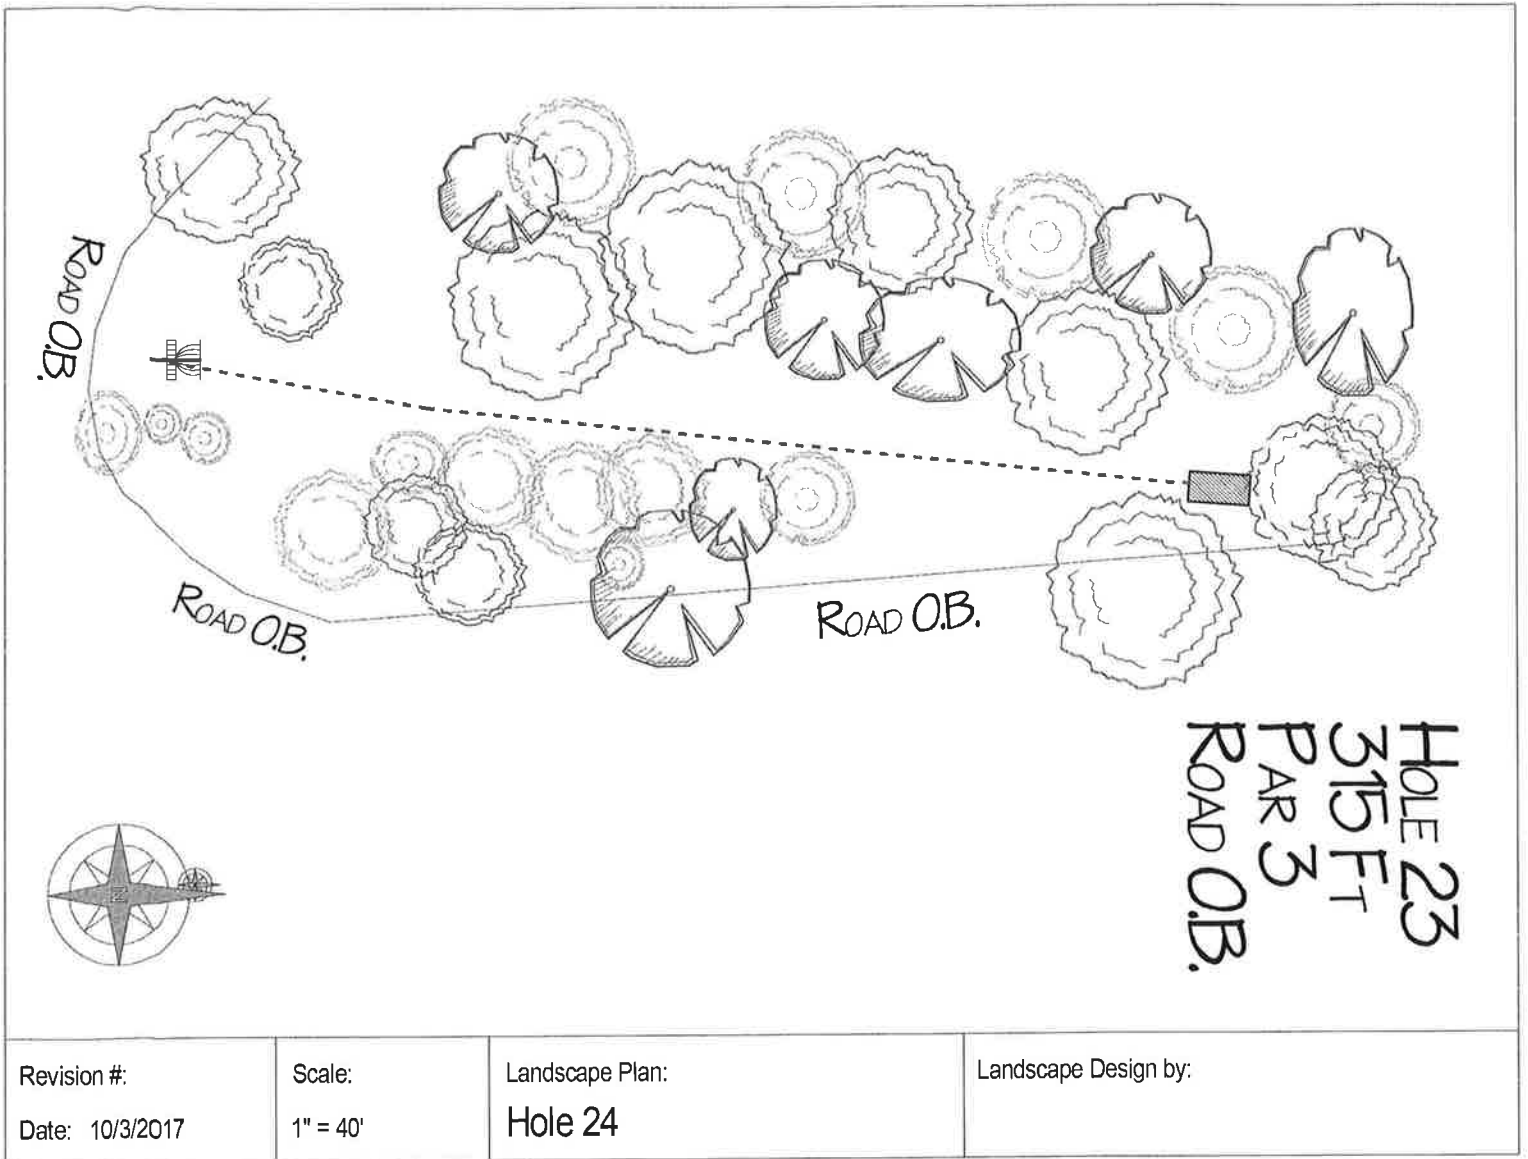 ROAD O.B.
ROAD O.B.
ROAD O.B.
HOLE 23
315 FT
PAR 3
ROAD O.B.
N
Revision #:
Date: 10/3/2017
Scale:
1" = 40'
Landscape Plan:
Hole 24
Landscape Design by: